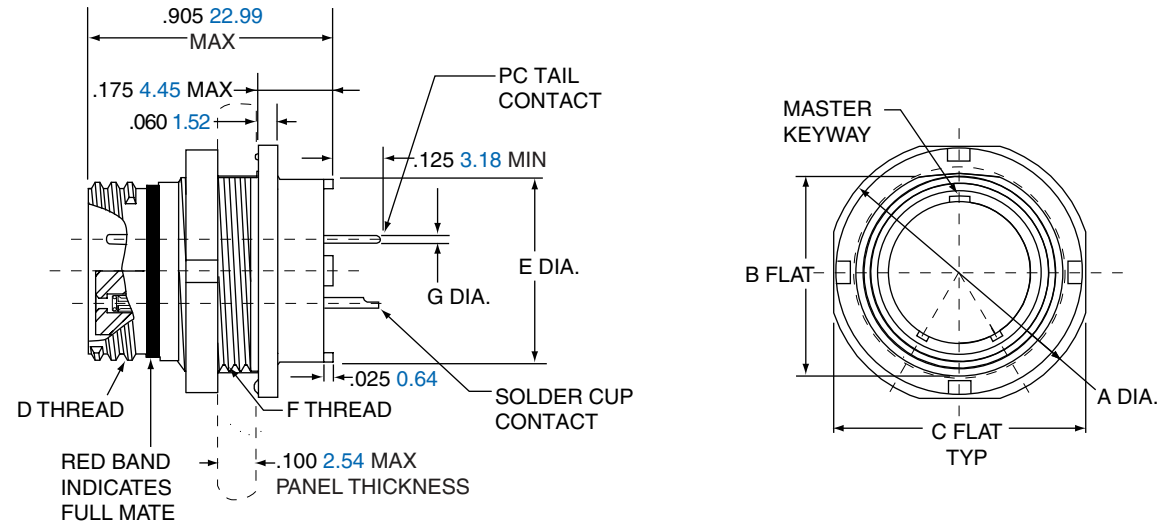 .905 22.99
MAX
.175 4.45 MAX
.060 1.52
PC TAIL
CONTACT
.125 3.18 MIN
E DIA.
G DIA.
.025 0.64
SOLDER CUP
CONTACT
D THREAD
F THREAD
RED BAND
INDICATES
FULL MATE
.100 2.54 MAX
PANEL THICKNESS
MASTER
KEYWAY
B FLAT
A DIA.
C FLAT
TYP